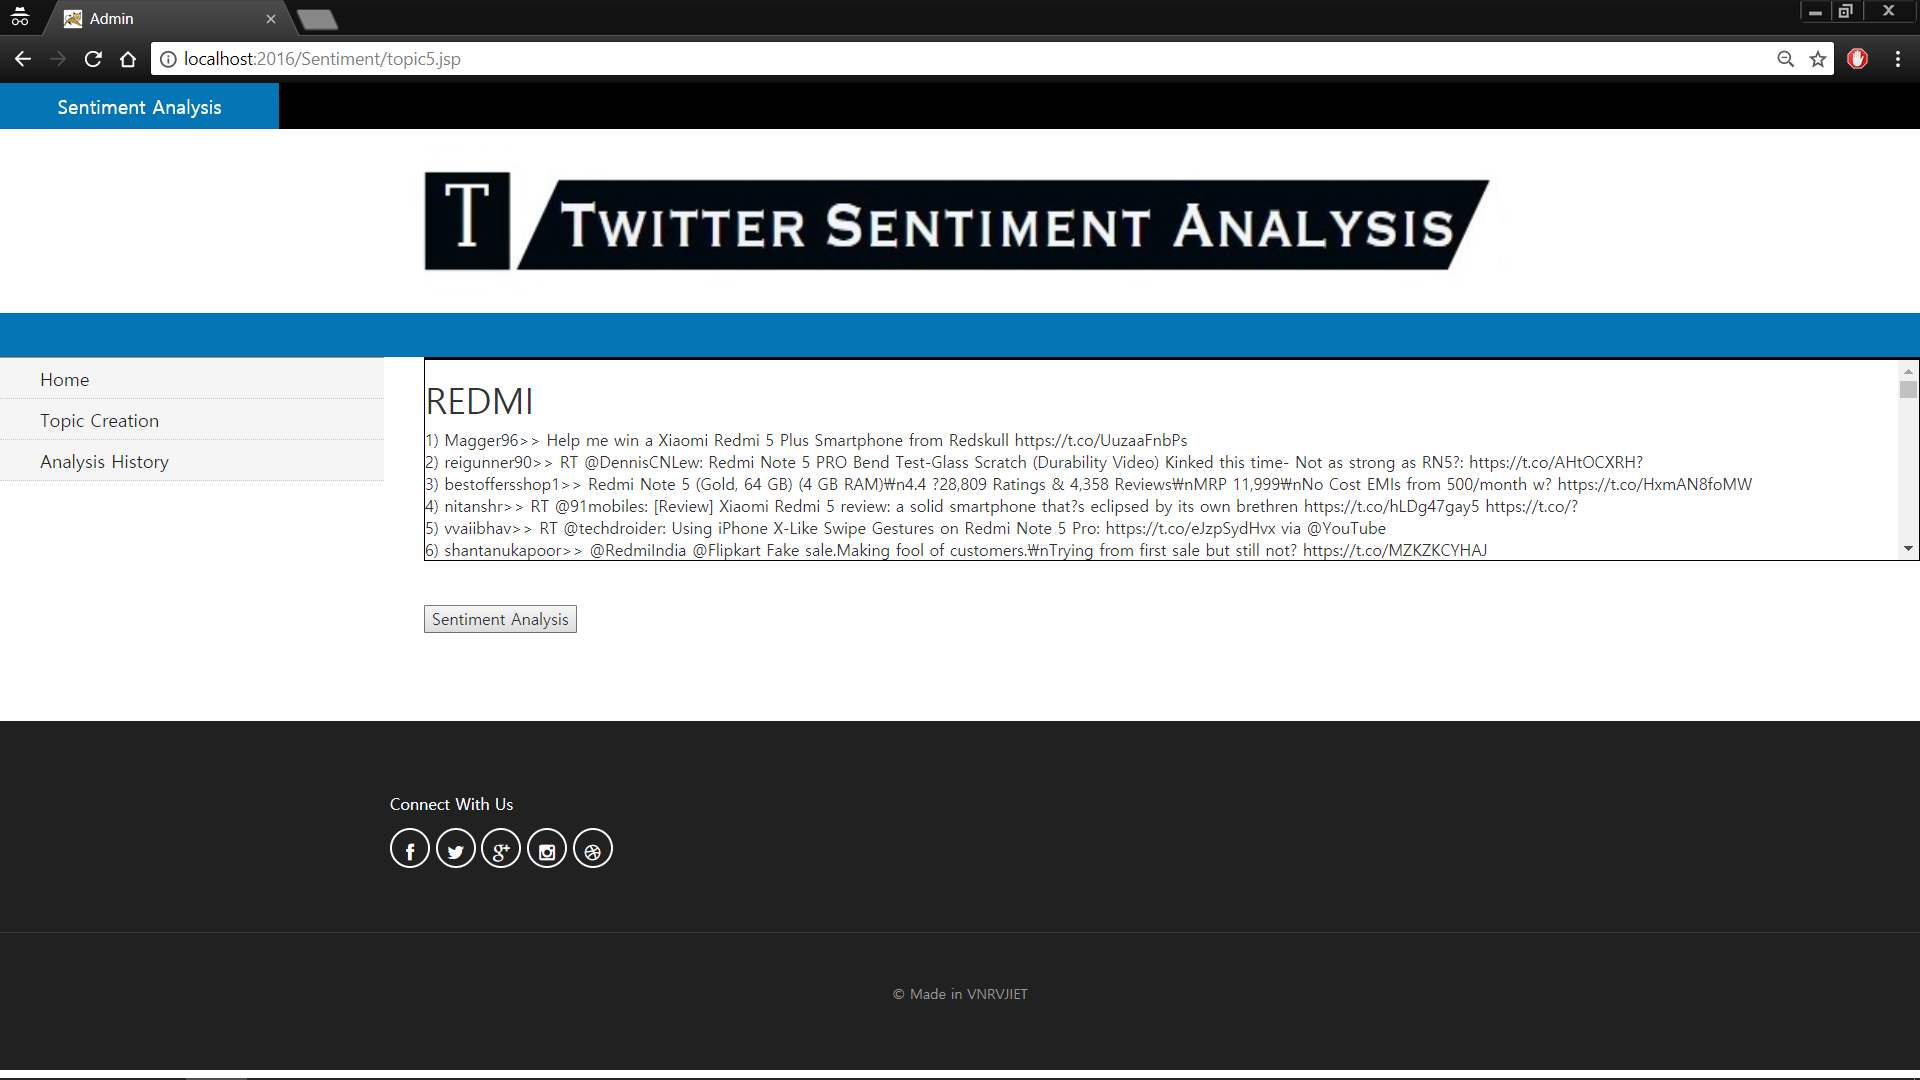 Admin
localhost:2016/Sentiment/topic5.jsp
Sentiment Analysis
T TWITTER SENTIMENT ANALYSIS
Home
Topic Creation
Analysis History
REDMI
1) Magger96>> Help me win a Xiaomi Redmi 5 Plus Smartphone from Redskull https://t.co/UuzaaFnbPs
2) reigunner90>> RT @DennisCNLew: Redmi Note 5 PRO Bend Test-Glass Scratch (Durability Video) Kinked this time- Not as strong as RN5?: https://t.co/AHtOCXRH?
3) bestoffersshop1>> Redmi Note 5 (Gold, 64 GB) (4 GB RAM)₩n4.4 ?28,809 Ratings & 4,358 Reviews₩nMRP 11,999₩nNo Cost EMIs from 500/month w? https://t.co/HxmAN8foMW
4) nitanshr>> RT @91mobiles: [Review] Xiaomi Redmi 5 review: a solid smartphone that?s eclipsed by its own brethren https://t.co/hLDg47gay5 https://t.co/?
5) vvaiibhav>> RT @techdroider: Using iPhone X-Like Swipe Gestures on Redmi Note 5 Pro: https://t.co/eJzpSydHvx via @YouTube
6) shantanukapoor>> @RedmiIndia @Flipkart Fake sale.Making fool of customers.₩nTrying from first sale but still not? https://t.co/MZKZKCYHAJ
Sentiment Analysis
Connect With Us
© Made in VNRVJIET